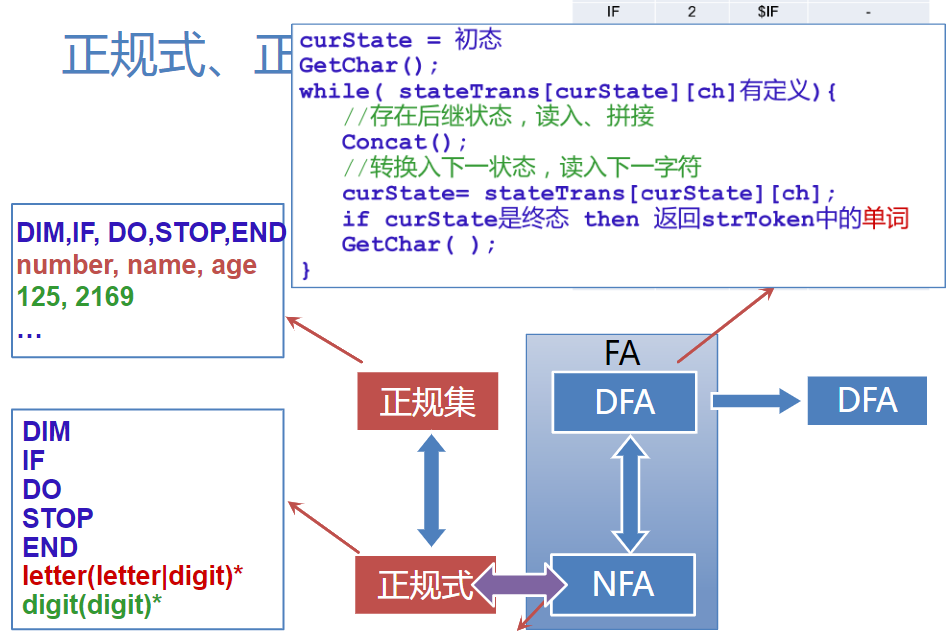 IF 2 $IF -
正规式、正
curState = 初态
GetChar();
while( stateTrans[curState][ch]有定义){
//存在后继状态，读入、拼接
Concat();
//转换入下一状态，读入下一字符
curState= stateTrans[curState][ch];
if curState是终态 then 返回strToken中的单词
GetChar( );
}
DIM,IF, DO,STOP,END
number, name, age
125, 2169
…
FA
正规集
DFA
DFA
DIM
IF
DO
STOP
END
letter(letter|digit)*
digit(digit)*
正规式
NFA